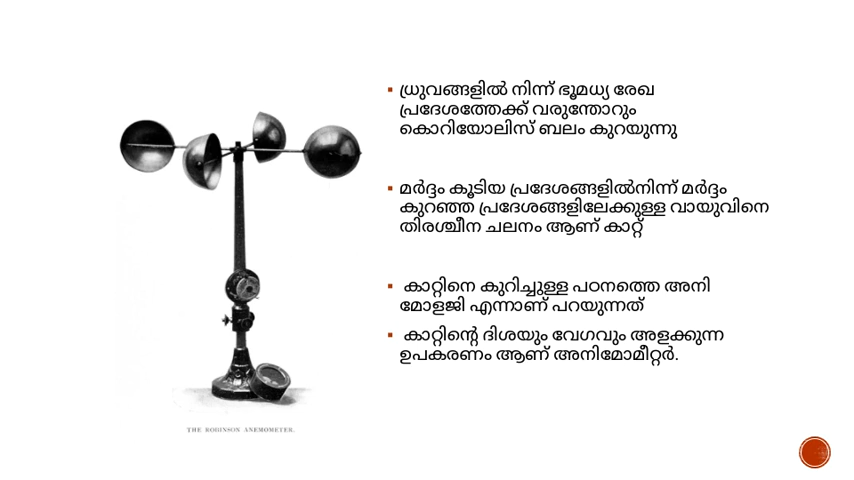 ധ്രുവങ്ങളിൽ നിന്ന് ഭൂമധ്യ രേഖ
പ്രദേശത്തേക്ക് വരുന്തോറും
കൊറിയോലിസ് ബലം കുറയുന്നു
മർദ്ദം കൂടിയ പ്രദേശങ്ങളിൽനിന്ന് മർദ്ദം
കുറഞ്ഞ പ്രദേശങ്ങളിലേക്കുള്ള വായുവിനെ
തിരശ്ചീന ചലനം ആണ് കാറ്റ്
കാറ്റിനെ കുറിച്ചുള്ള പഠനത്തെ അനി
മോളജി എന്നാണ് പറയുന്നത്
കാറ്റിന്റെ ദിശയും വേഗവും അളക്കുന്ന
ഉപകരണം ആണ് അനിമോമീറ്റർ.
THE ROBINSON ANEMOMETER.